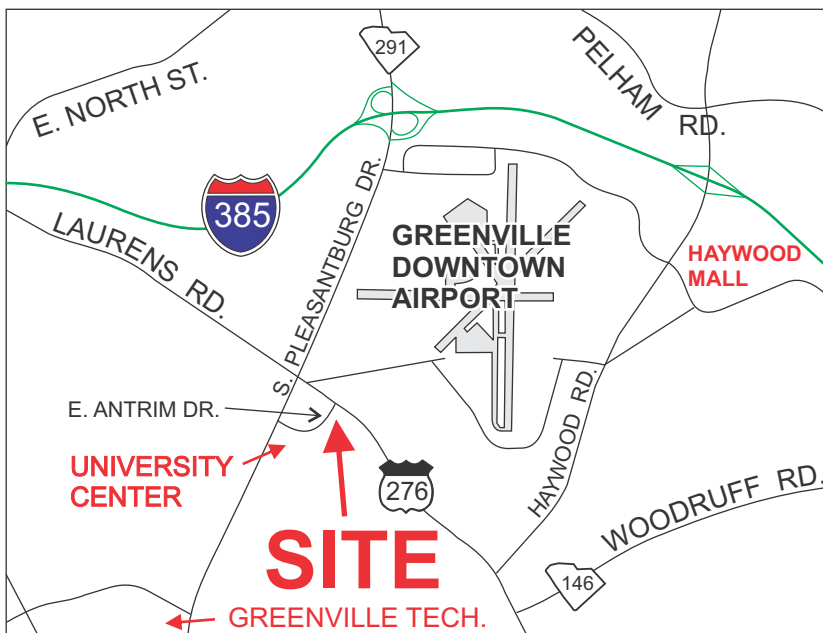 291
PELHAM
RD.
E. NORTH ST.
385
S. PLEASANTBURG DR.
LAURENS RD.
GREENVILLE
DOWNTOWN
AIRPORT
HAYWOOD
MALL
E. ANTRIM DR.
HAYWOOD RD.
UNIVERSITY
CENTER
276
WOODRUFF RD.
SITE
146
GREENVILLE TECH.